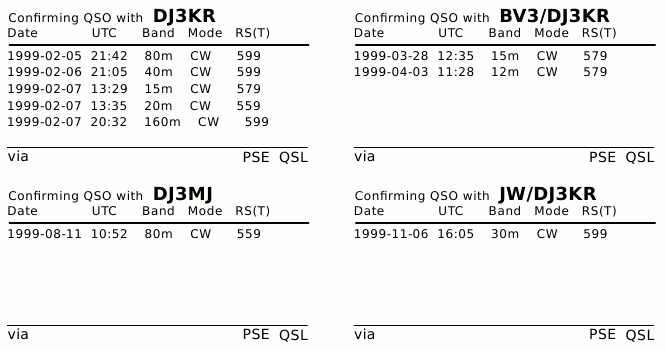 Confirming QSO with DJ3KR
Date UTC Band Mode RS(T)
1999-02-05 21:42 80m CW 599
1999-02-06 21:05 40m CW 599
1999-02-07 13:29 15m CW 579
1999-02-07 13:35 20m CW 559
1999-02-07 20:32 160m CW 599
via PSE QSL
Confirming QSO with BV3/DJ3KR
Date UTC Band Mode RS(T)
1999-03-28 12:35 15m CW 579
1999-04-03 11:28 12m CW 579
via PSE QSL
Confirming QSO with DJ3MJ
Date UTC Band Mode RS(T)
1999-08-11 10:52 80m CW 559
via PSE QSL
Confirming QSO with JW/DJ3KR
Date UTC Band Mode RS(T)
1999-11-06 16:05 30m CW 599
via PSE QSL